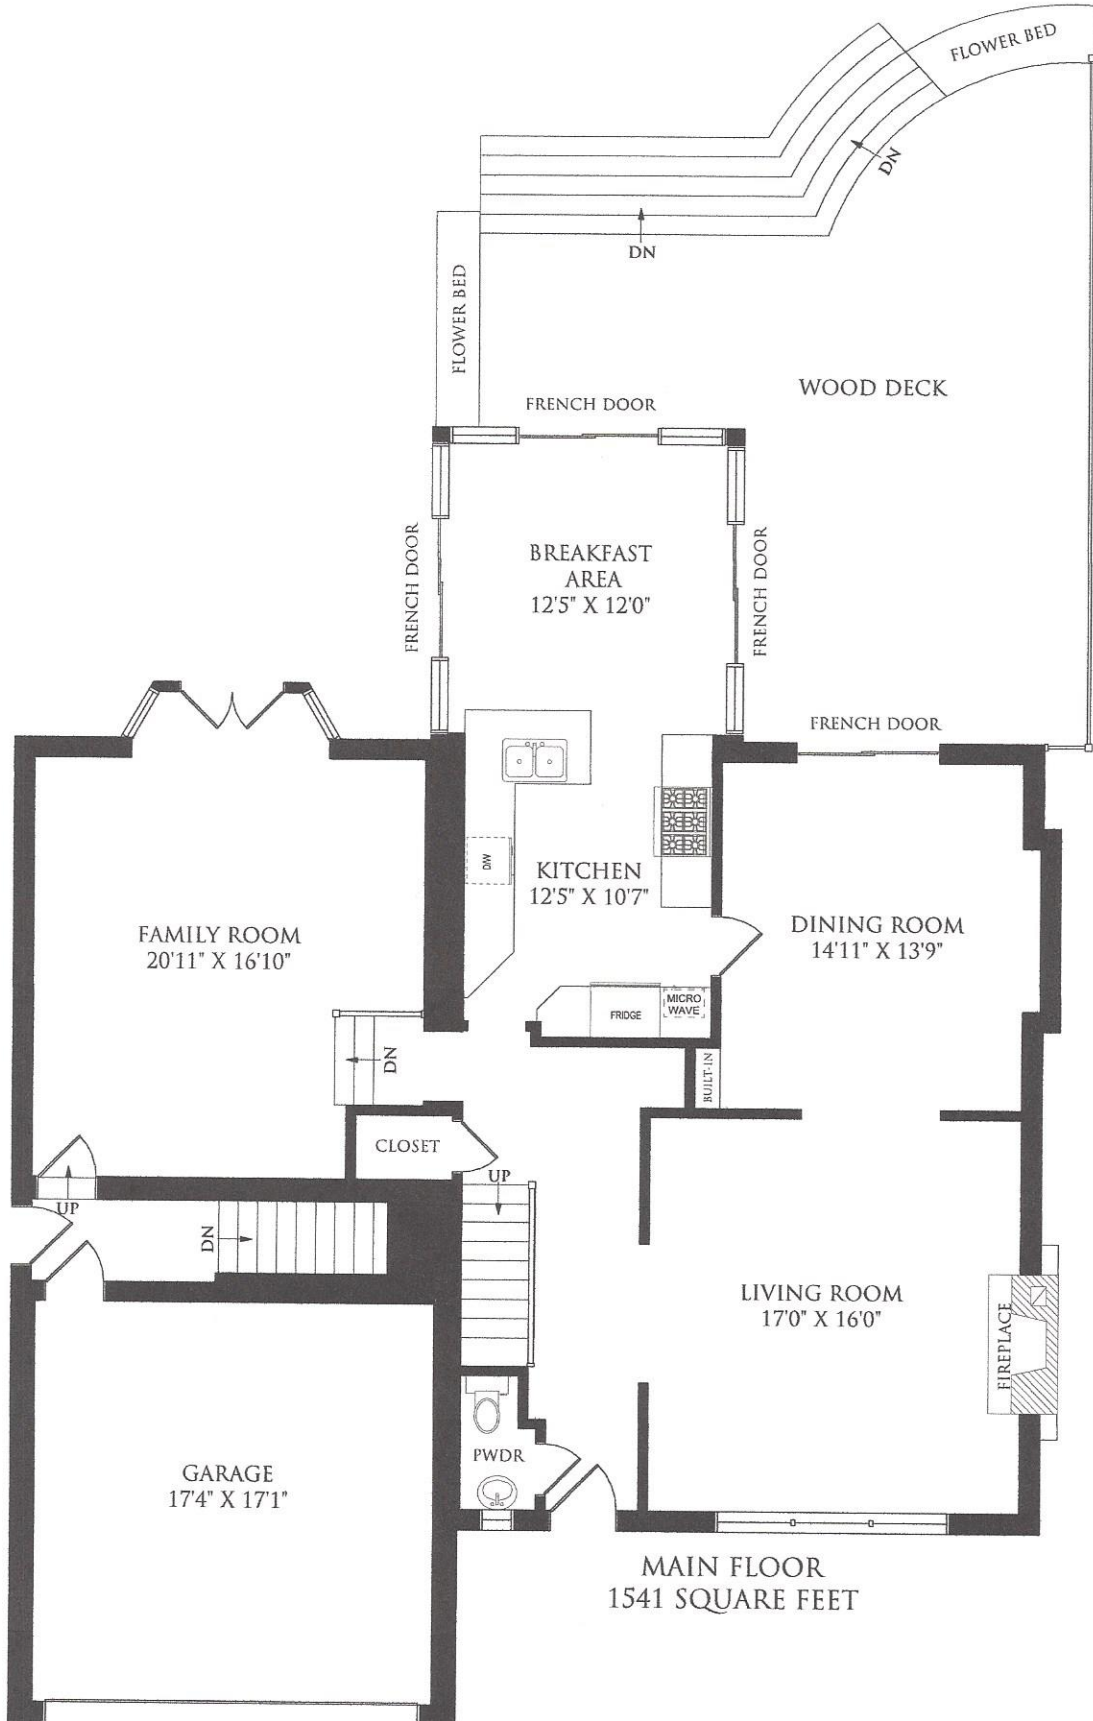 FLOWER BED
DN
DN
FLOWER BED
WOOD DECK
FRENCH DOOR
FRENCH DOOR
BREAKFAST
AREA
12'5" X 12'0"
FRENCH DOOR
FRENCH DOOR
D/W
KITCHEN
12'5" X 10'7"
FAMILY ROOM
20'11" X 16'10"
DINING ROOM
14'11" X 13'9"
FRIDGE
MICRO
WAVE
DN
BUILT-IN
CLOSET
UP
UP
DN
LIVING ROOM
17'0" X 16'0"
FIREPLACE
PWDR
GARAGE
17'4" X 17'1"
MAIN FLOOR
1541 SQUARE FEET